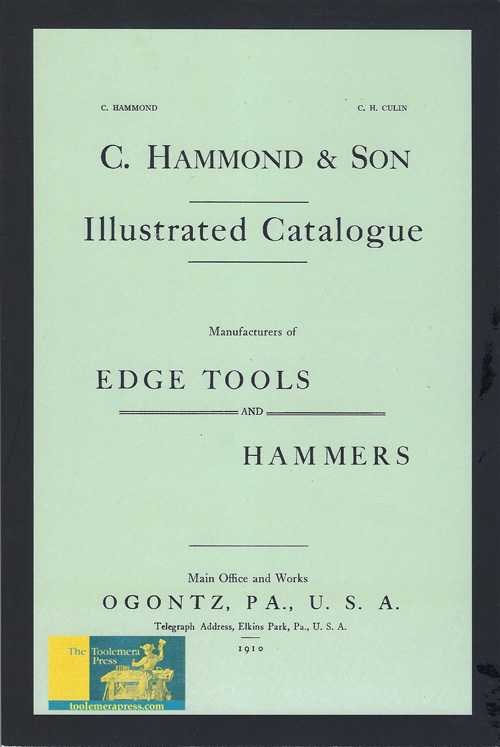 C. HAMMOND C. H. CULIN
C. HAMMOND & SON
Illustrated Catalogue
Manufacturers of
EDGE TOOLS
AND
HAMMERS
Main Office and Works
OGONTZ, PA., U. S. A.
Telegraph Address, Elkins Park, Pa., U. S. A.
1910
The Toolemera
Press
toolemerapress.com